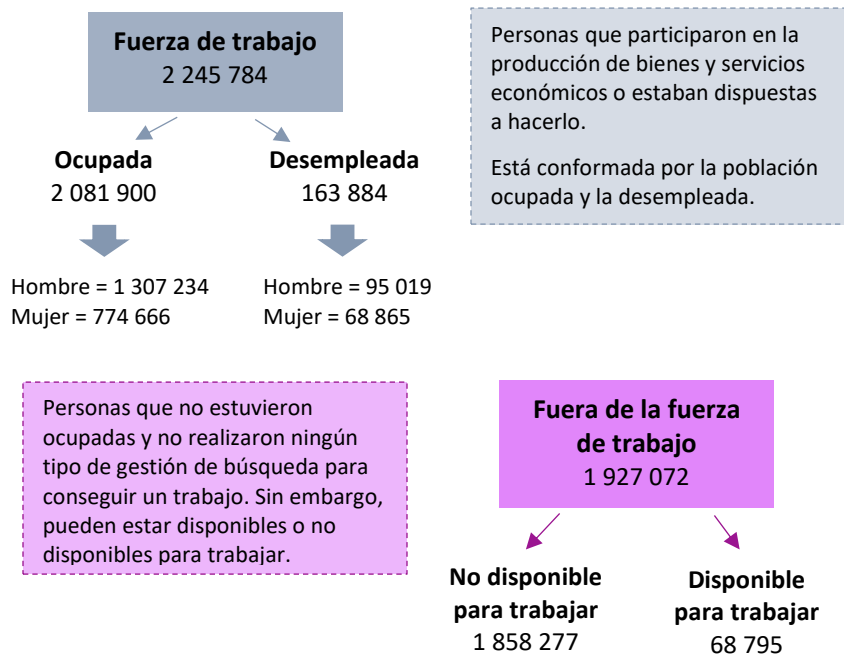 Fuerza de trabajo
2 245 784
Personas que participaron en la
producción de bienes y servicios
económicos o estaban dispuestas
a hacerlo.
Está conformada por la población
ocupada y la desempleada.
Ocupada
2 081 900
Desempleada
163 884
Hombre = 1 307 234
Mujer = 774 666
Hombre = 95 019
Mujer = 68 865
Personas que no estuvieron
ocupadas y no realizaron ningún
tipo de gestión de búsqueda para
conseguir un trabajo. Sin embargo,
pueden estar disponibles o no
disponibles para trabajar.
Fuera de la fuerza
de trabajo
1 927 072
No disponible
para trabajar
1 858 277
Disponible
para trabajar
68 795